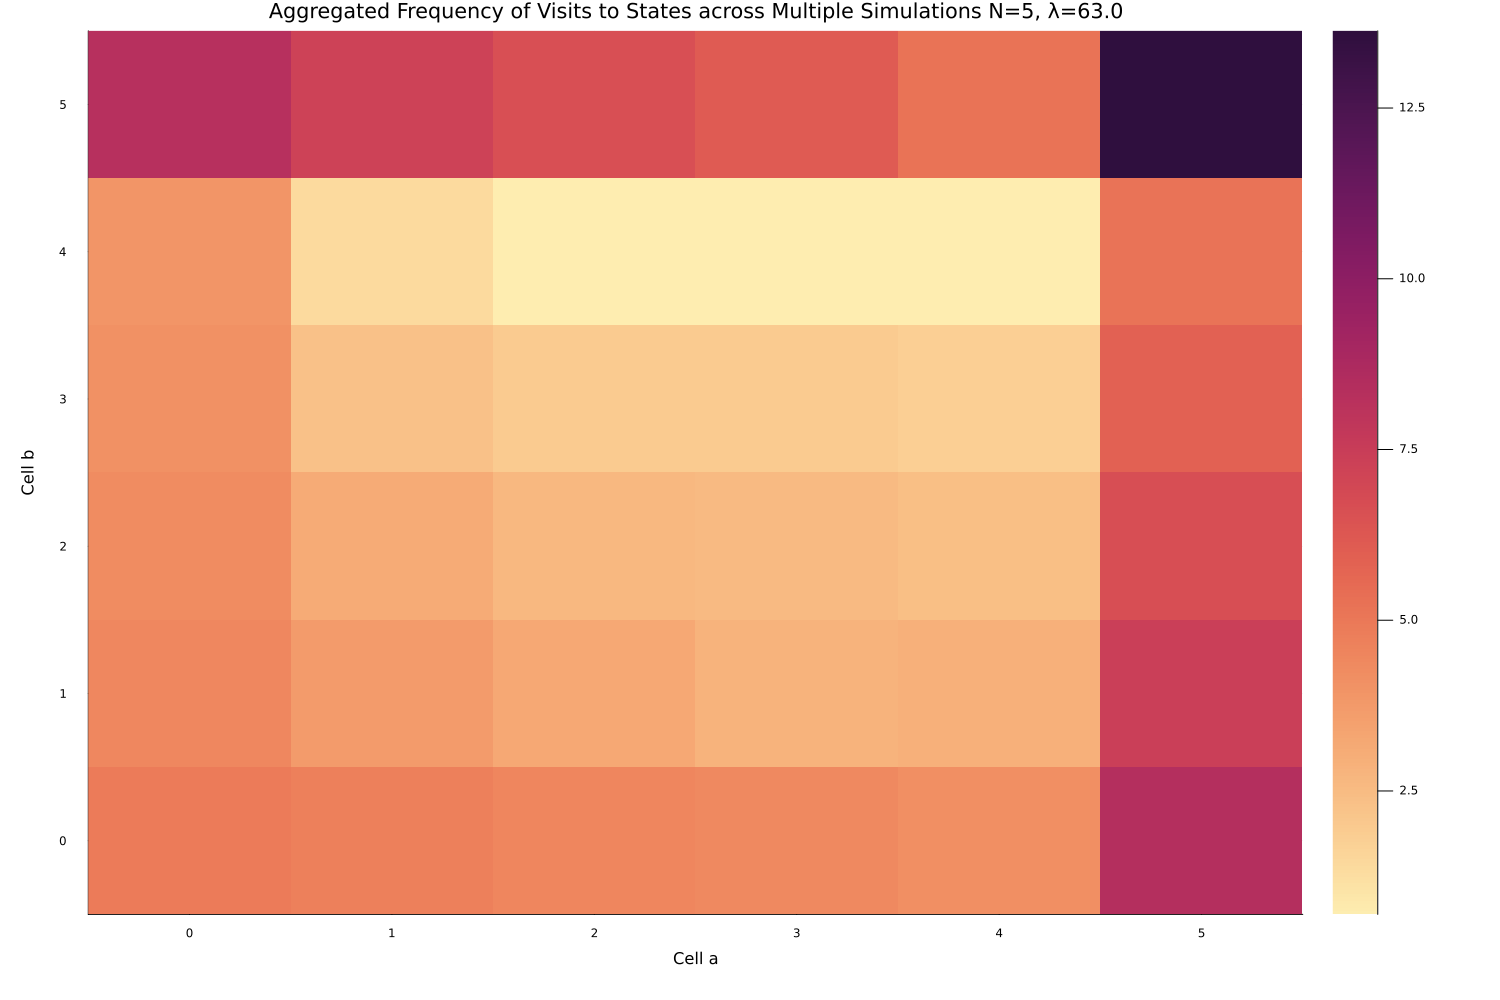 Aggregated Frequency of Visits to States across Multiple Simulations N=5, λ=63.0
5
4
3
2
1
0
Cell b
0 1 2 3 4 5
Cell a
12.5
10.0
7.5
5.0
2.5